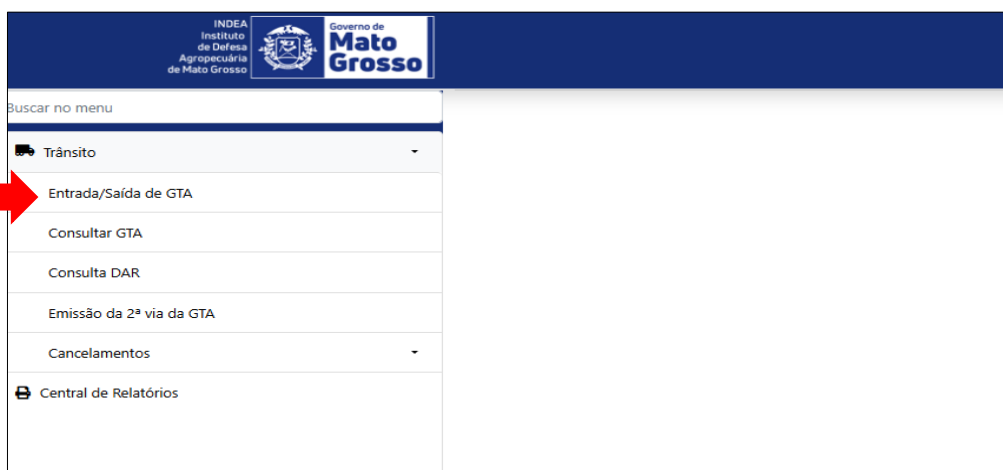 INDEA
Instituto
de Defesa
Agropecuária
de Mato Grosso
Governo de
Mato
Grosso
Buscar no menu
Trânsito
Entrada/Saída de GTA
Consultar GTA
Consulta DAR
Emissão da 2ª via da GTA
Cancelamentos
Central de Relatórios